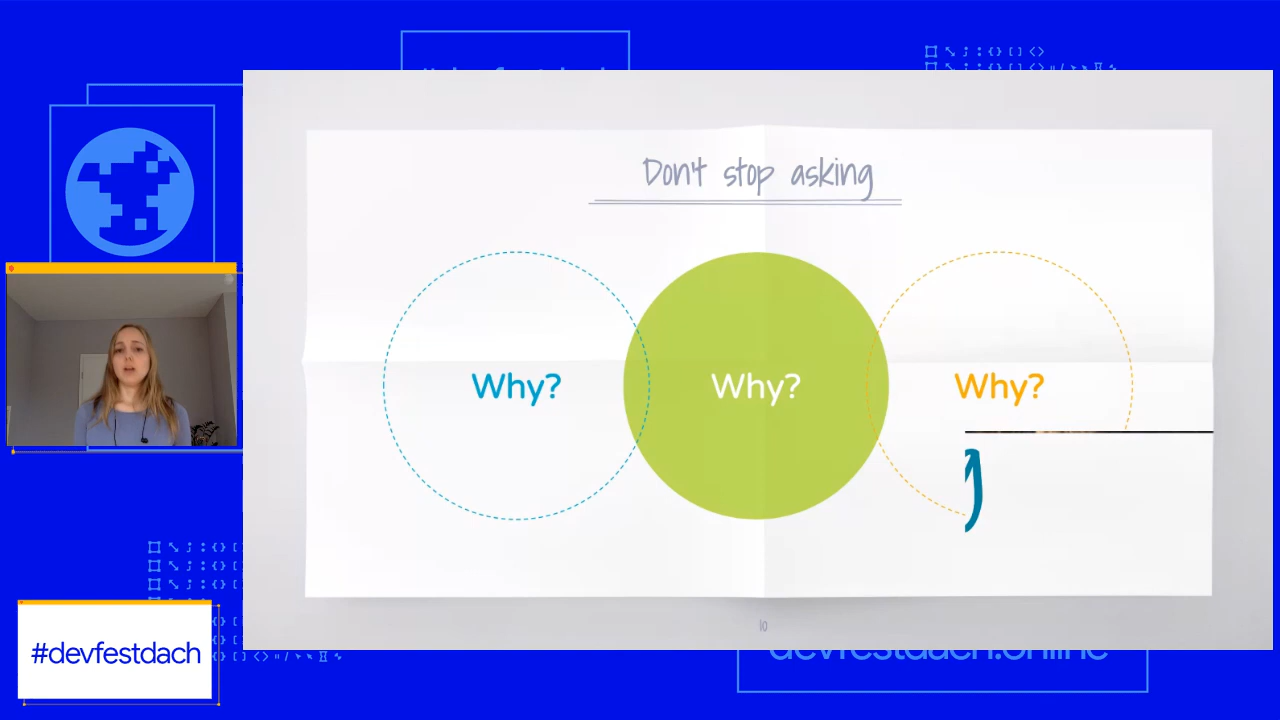 Don't stop asking
Why? Why? Why?
10
#devfestdach
devfestdach.online